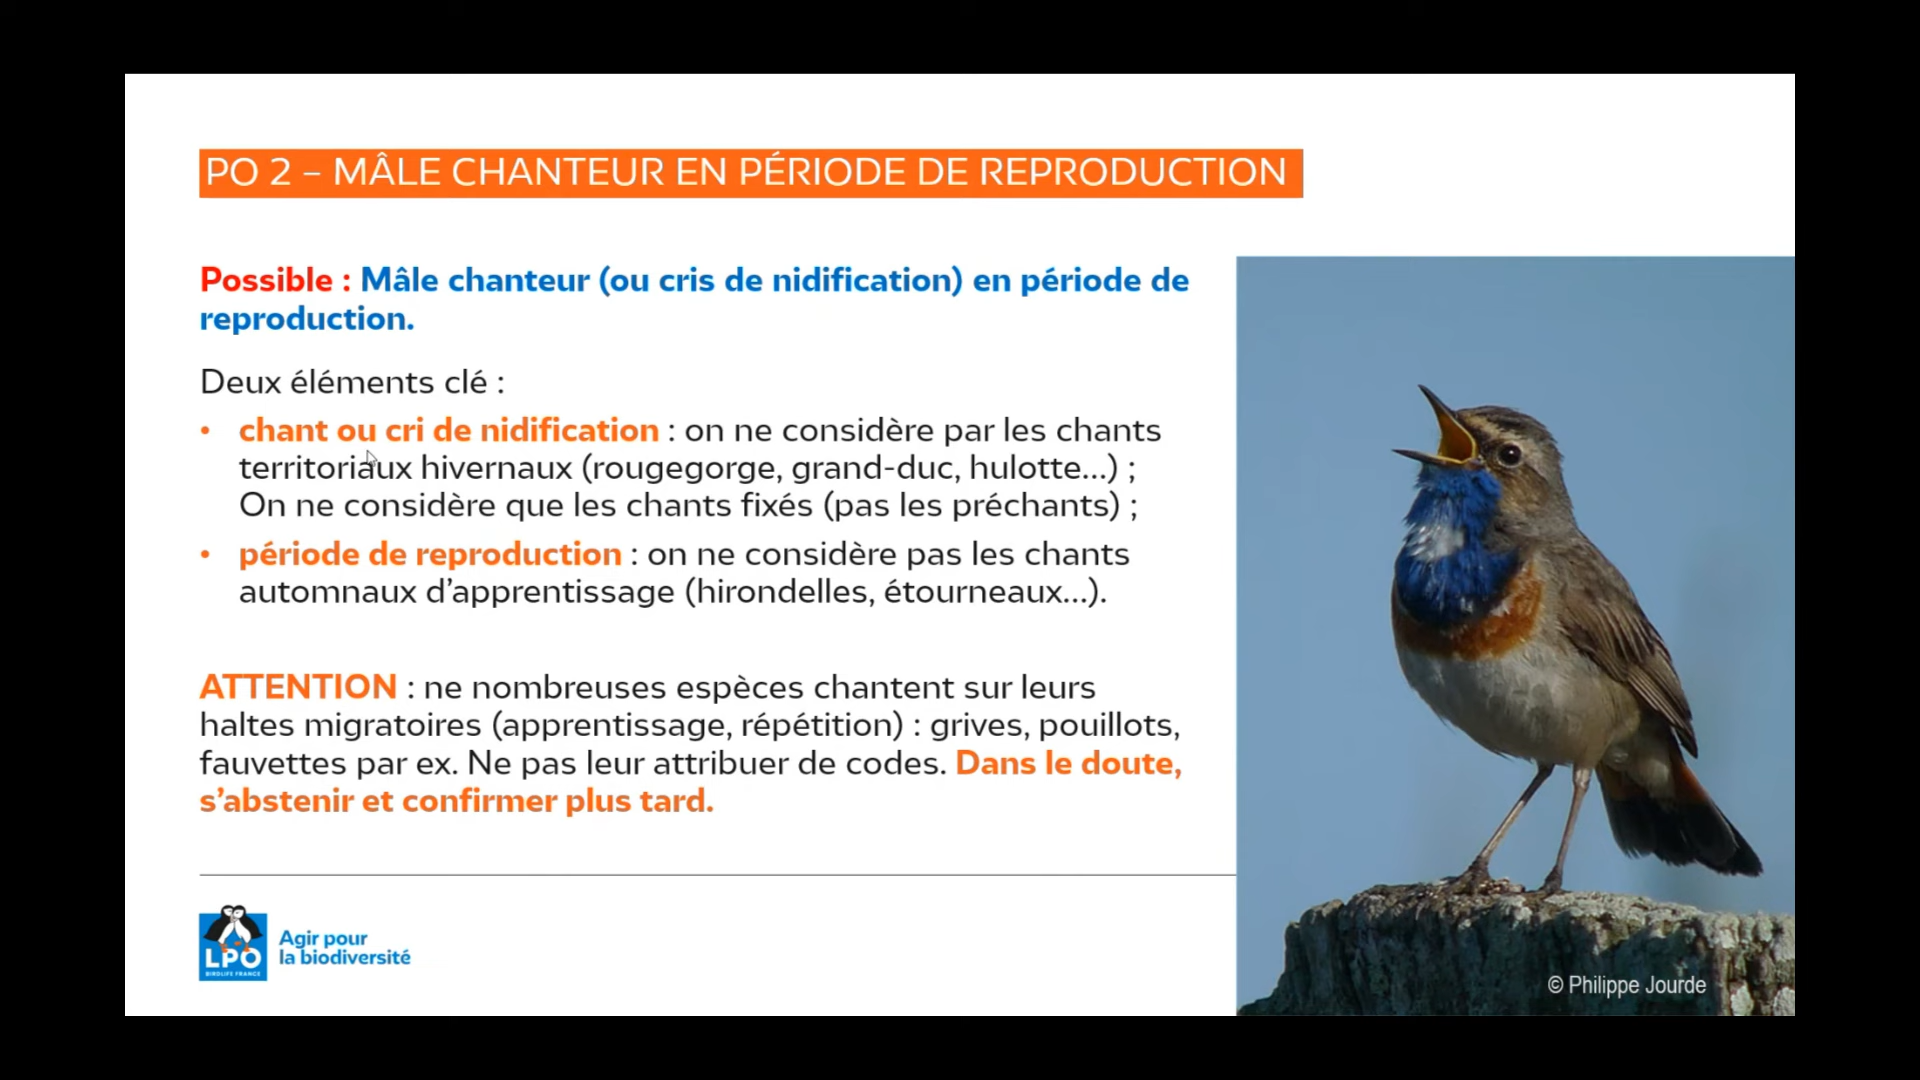 PO 2 – MÂLE CHANTEUR EN PÉRIODE DE REPRODUCTION
Possible : Mâle chanteur (ou cris de nidification) en période de
reproduction.
Deux éléments clé :
• chant ou cri de nidification : on ne considère par les chants
territoriaux hivernaux (rougegorge, grand-duc, hulotte...) ;
On ne considère que les chants fixés (pas les préchants) ;
• période de reproduction : on ne considère pas les chants
automnaux d'apprentissage (hirondelles, étourneaux...).
ATTENTION : ne nombreuses espèces chantent sur leurs
haltes migratoires (apprentissage, répétition) : grives, pouillots,
fauvettes par ex. Ne pas leur attribuer de codes. Dans le doute,
s'abstenir et confirmer plus tard.
LPO
BIRDLIFE FRANCE
Agir pour
la biodiversité
© Philippe Jourde